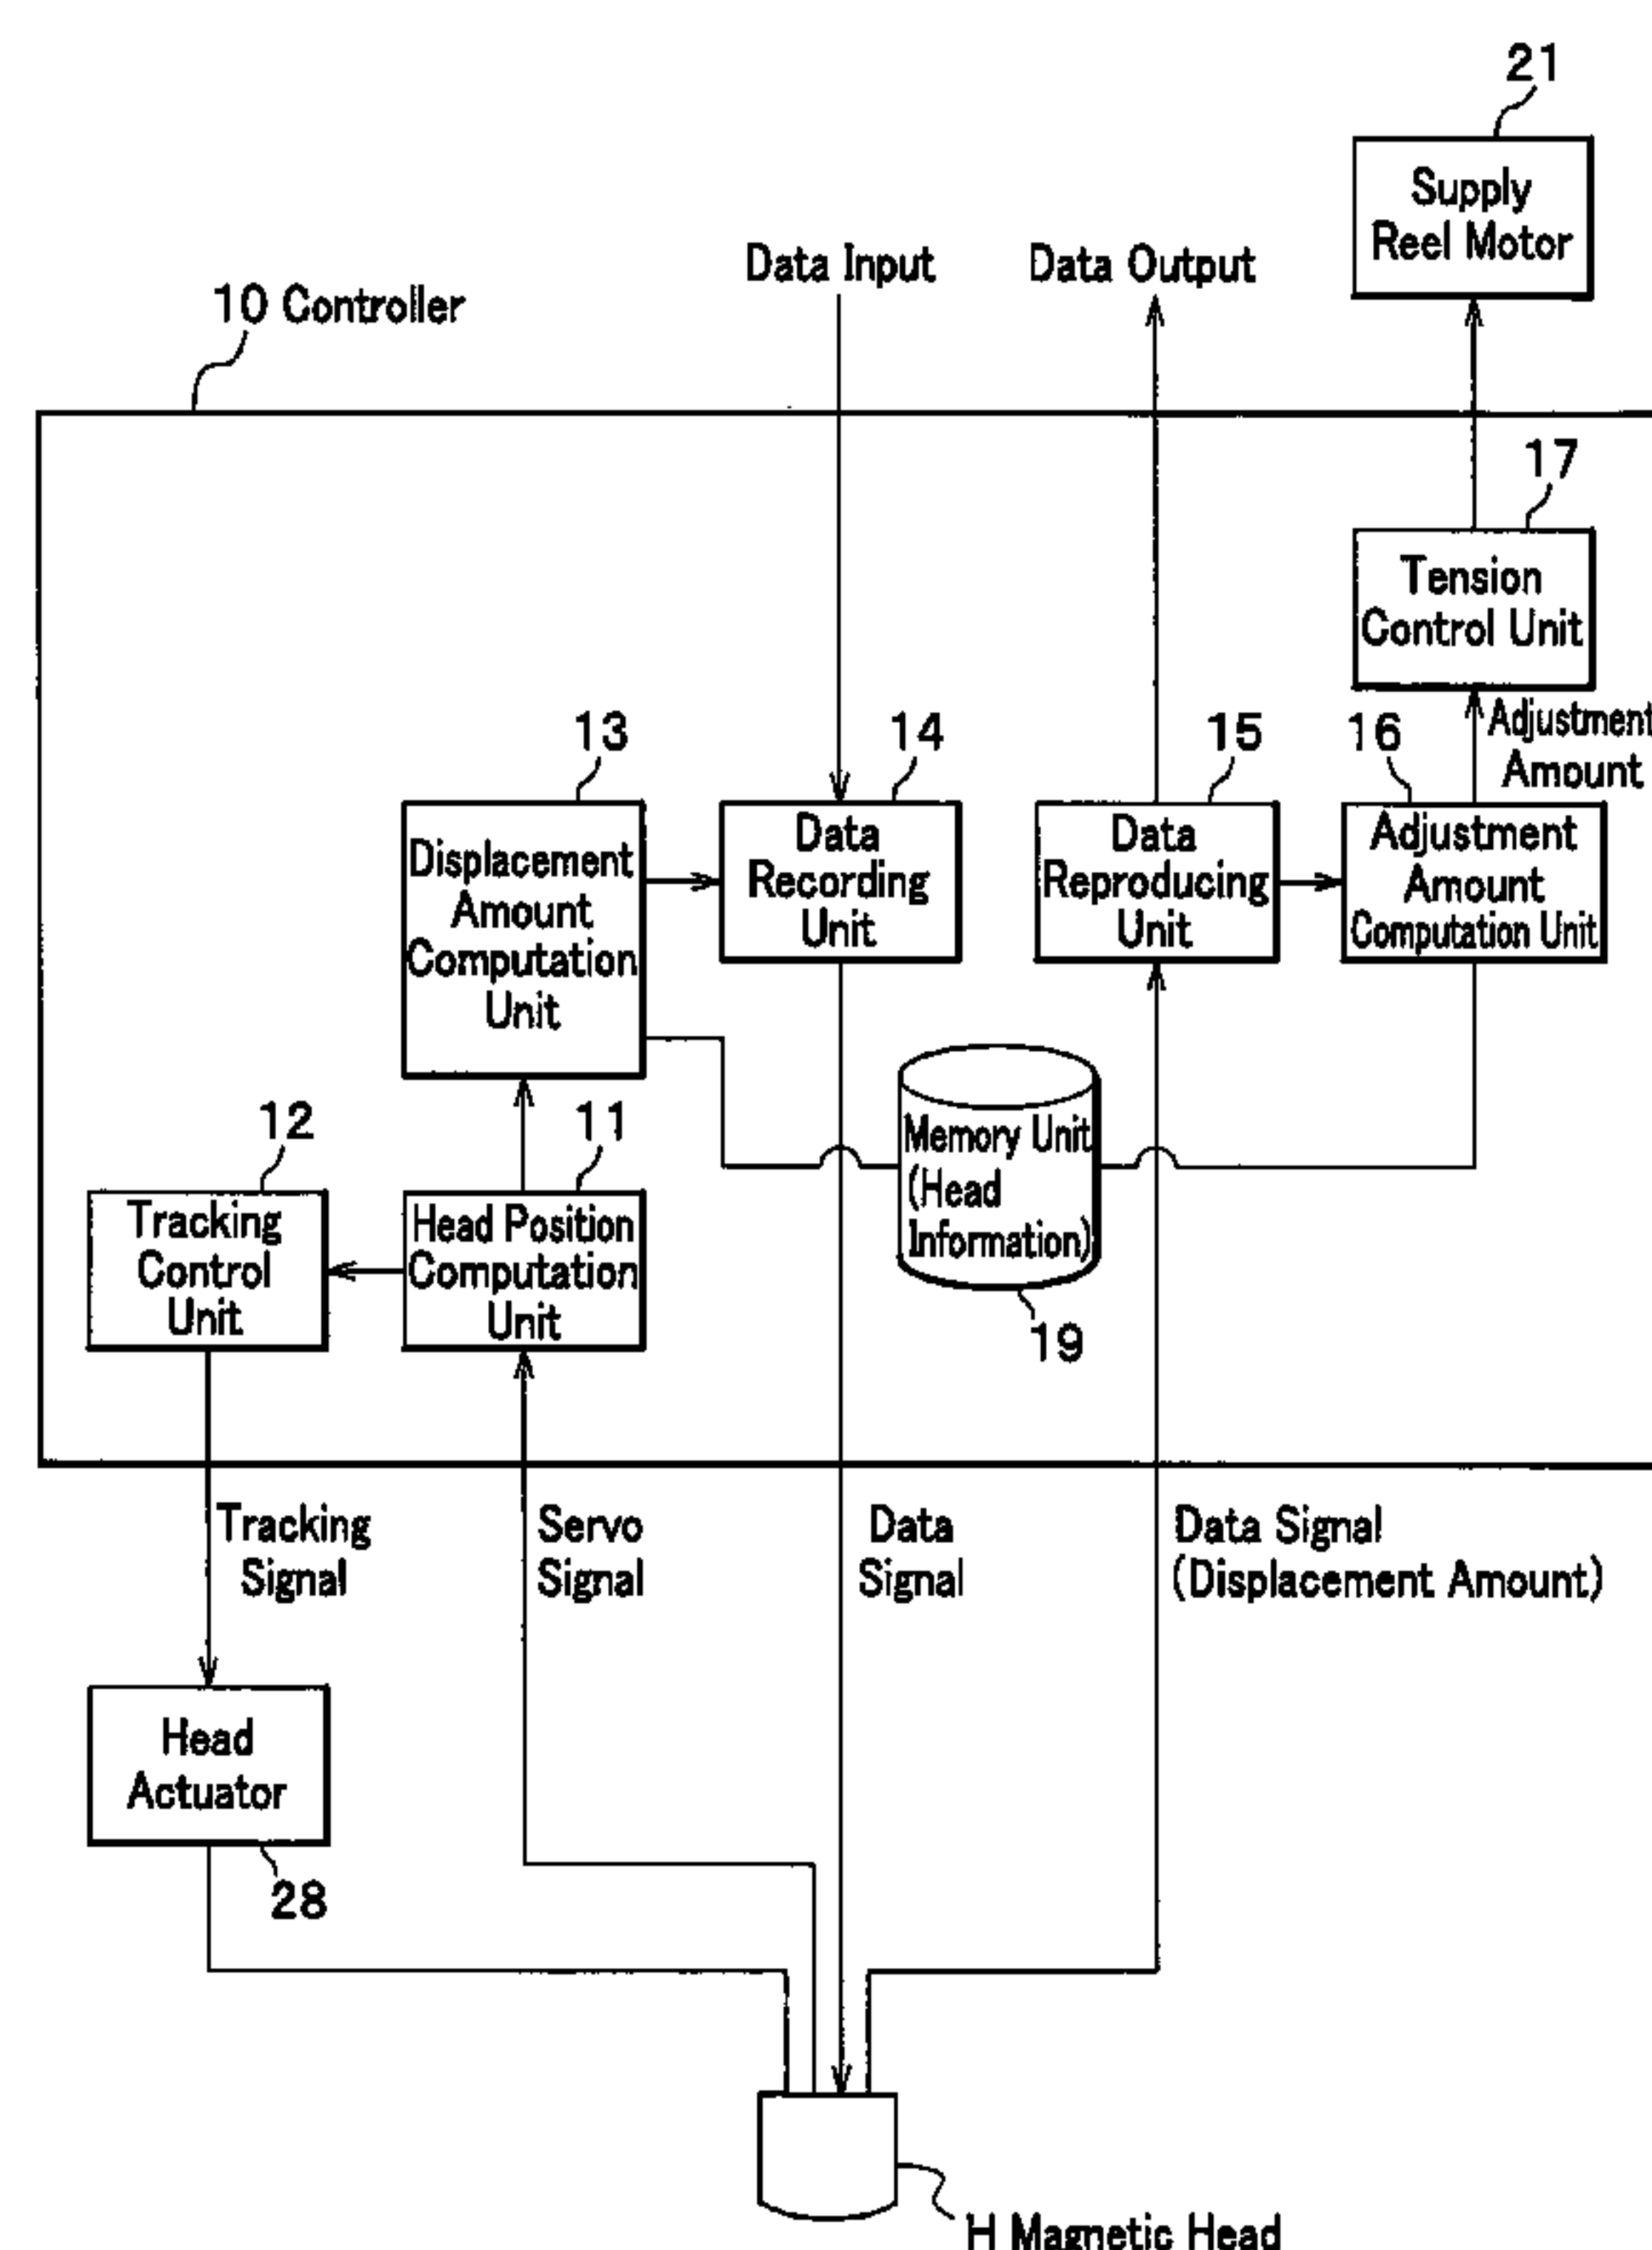 21
Supply
Reel Motor
Data Input
Data Output
10 Controller
17
Tension
Control Unit
Adjustment
Amount
13
14
15
16
Displacement
Amount
Computation
Unit
Data
Recording
Unit
Data
Reproducing
Unit
Adjustment
Amount
Computation Unit
12
11
Memory Unit
(Head
Information)
19
Tracking
Control
Unit
Head Position
Computation
Unit
Tracking
Signal
Servo
Signal
Data
Signal
Data Signal
(Displacement Amount)
Head
Actuator
28
H Magnetic Head